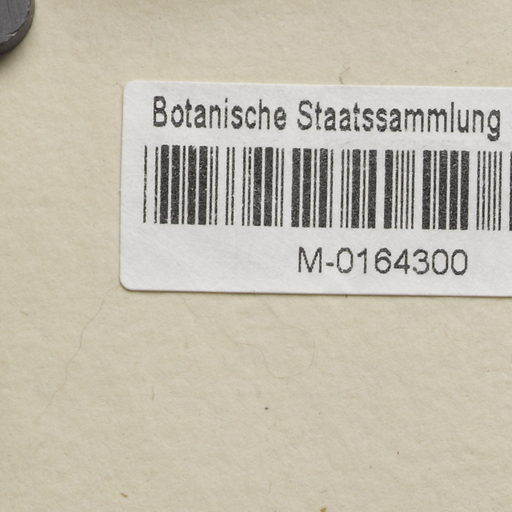 Botanische Staatssammlung
M-0164300